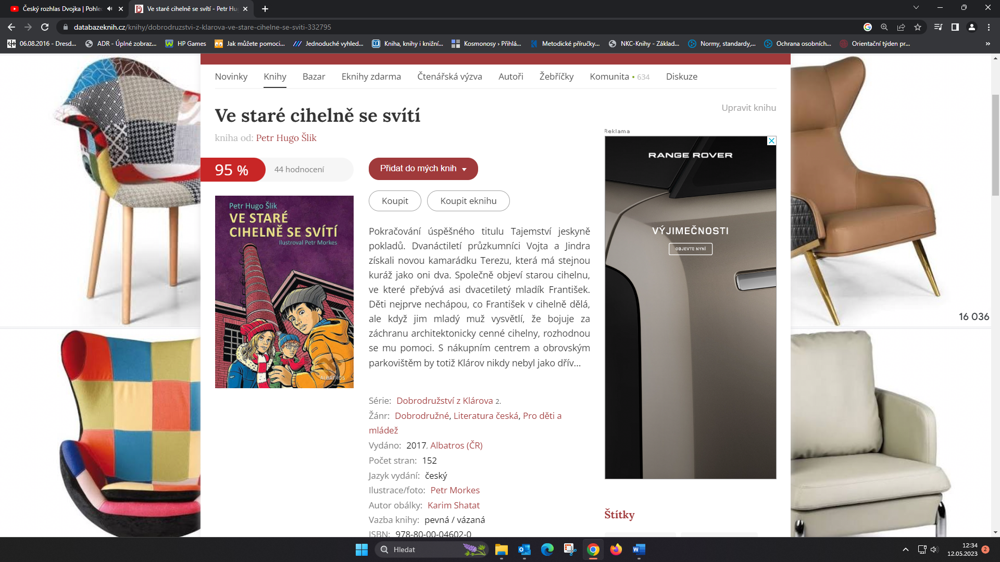 Český rozhlas Dvojka | Pohled
Ve staré cihelně se svítí - Petr Hu
databazeknih.cz/knihy/dobrodruzstvi-z-klarova-ve-stare-cihelne-se-sviti-332795
06.08.2016 - Dresd...
ADR - Úplné zobraz...
HP Games
Jak můžete pomoci...
Jednoduché vyhled...
Kniha, knihy i knižní...
Kosmonosy › Přihlá...
Metodické příručky...
NKC-Knihy - Základ...
Normy, standardy,...
Ochrana osobních...
Orientační týden pr...
»
Novinky Knihy Bazar Eknihy zdarma Čtenářská výzva Autoři Žebříčky Komunita • 634 Diskuze
Ve staré cihelně se svítí
Upravit knihu
kniha od: Petr Hugo Šlik
95 %
44 hodnocení
Přidat do mých knih
Koupit
Koupit eknihu
Petr Hugo Šlik
VE STARÉ
CIHELNĚ SE SVÍTÍ
Ilustroval Petr Morkes
ALBATROS
Pokračování úspěšného titulu Tajemství jeskyně
pokladů. Dvanáctiletí průzkumníci Vojta a Jindra
získali novou kamarádku Terezu, která má stejnou
kuráž jako oni dva. Společně objeví starou cihelnu,
ve které přebývá asi dvacetiletý mladík František.
Děti nejprve nechápou, co František v cihelně dělá,
ale když jim mladý muž vysvětlí, že bojuje za
záchranu architektonicky cenné cihelny, rozhodnou
se mu pomoci. S nákupním centrem a obrovským
parkovištěm by totiž Klárov nikdy nebyl jako dřív...
Série: Dobrodružství z Klárova 2.
Žánr: Dobrodružné, Literatura česká, Pro děti a
mládež
Vydáno: 2017, Albatros (ČR)
Počet stran: 152
Jazyk vydání: český
Ilustrace/foto: Petr Morkes
Autor obálky: Karim Shatat
Vazba knihy: pevná / vázaná
ISBN: 978-80-00-04602-0
Reklama
RANGE ROVER
VÝJIMEČNOSTI
OBJEVTE NYNÍ
Štítky
16 036
Hledat
12:34
12.05.2023
2